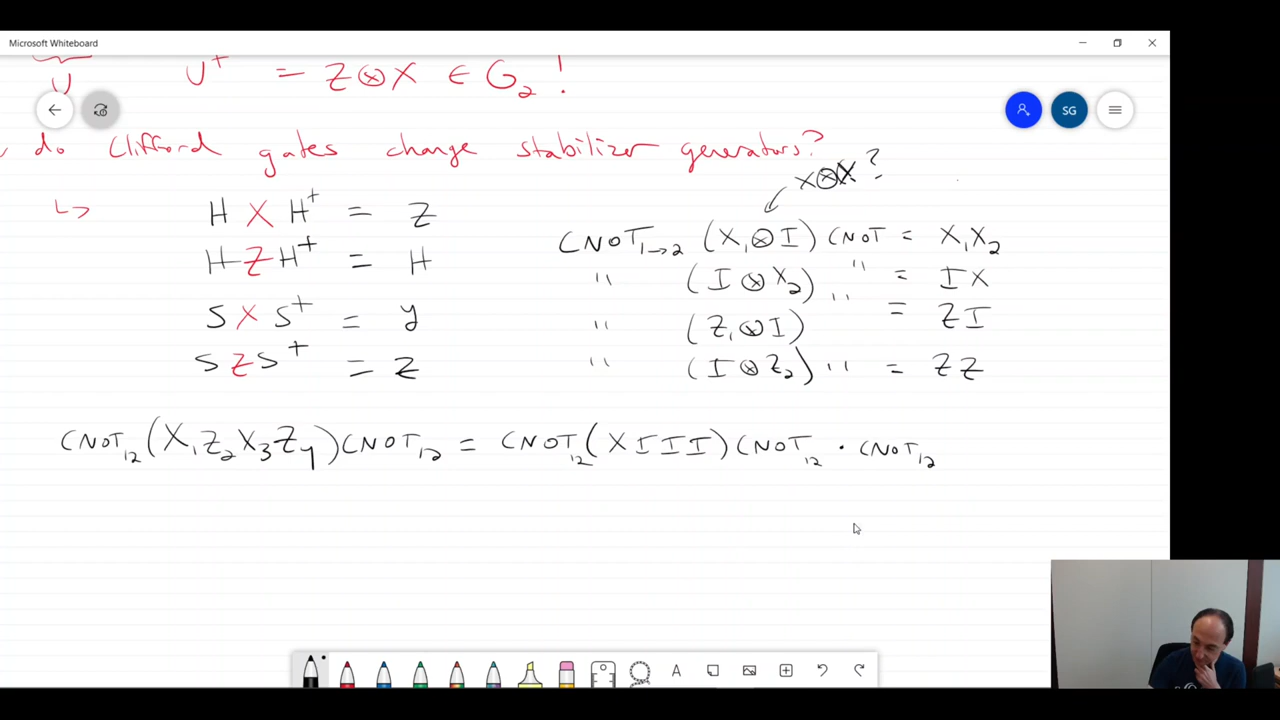 Microsoft Whiteboard
U U† = Z⊗X ∈ G₂ !
SG
do Clifford gates change stabilizer generators?
X⊗X?
↳ H X H† = Z
H Z H† = H
S X S† = Y
S Z S† = Z
CNOT₁→₂ (X₁⊗I) CNOT = X₁X₂
" (I⊗X₂) " = IX
" (Z₁⊗I) " = ZI
" (I⊗Z₂) " = ZZ
CNOT₁₂(X₁Z₂X₃Z₄)CNOT₁₂ = CNOT₁₂(XIII)CNOT₁₂ · CNOT₁₂
A